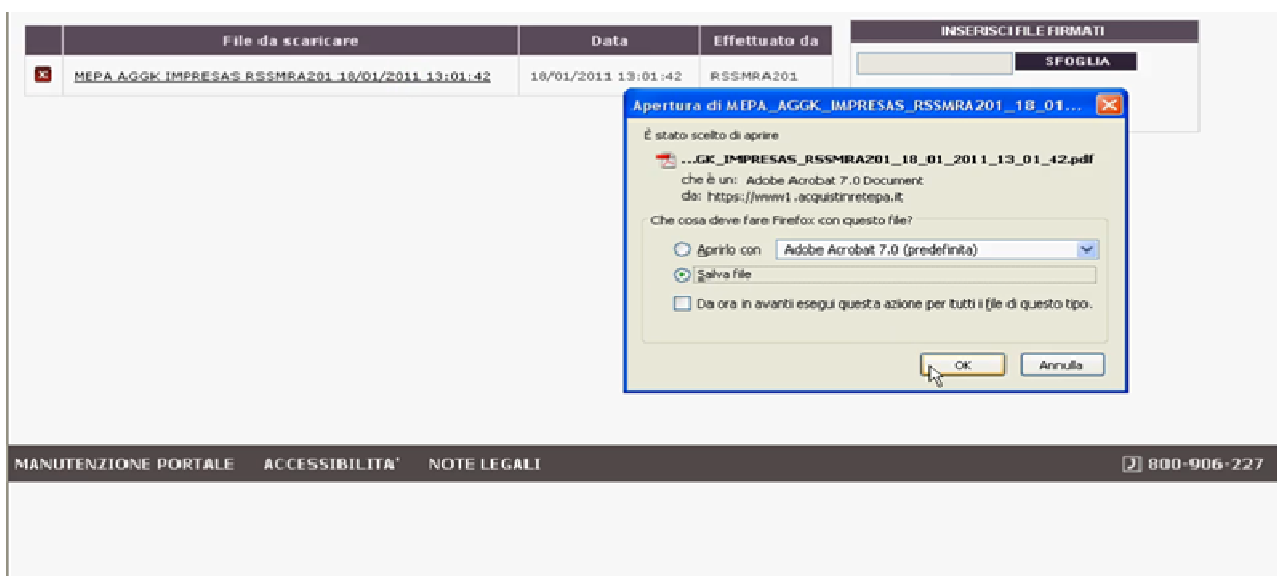 File da scaricare Data Effettuato da
INSERISCI FILE FIRMATI
SFOGLIA
MEPA AGGK IMPRESAS RSSMRA201 18/01/2011 13:01:42 18/01/2011 13:01:42 RSSMRA201
Apertura di MEPA_AGGK_IMPRESAS_RSSMRA201_18_01...
È stato scelto di aprire
...GK_IMPRESAS_RSSMRA201_18_01_2011_13_01_42.pdf
che è un: Adobe Acrobat 7.0 Document
da: https://www1.acquistinretepa.it
Che cosa deve fare Firefox con questo file?
Aprirlo con Adobe Acrobat 7.0 (predefinita)
Salva file
Da ora in avanti esegui questa azione per tutti i file di questo tipo.
OK Annulla
MANUTENZIONE PORTALE ACCESSIBILITA' NOTE LEGALI 800-906-227